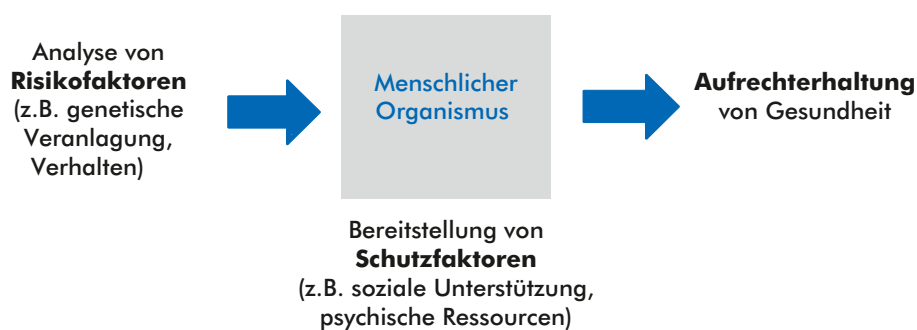 Analyse von
Risikofaktoren
(z.B. genetische
Veranlagung,
Verhalten)
Menschlicher
Organismus
Aufrechterhaltung
von Gesundheit
Bereitstellung von
Schutzfaktoren
(z.B. soziale Unterstützung,
psychische Ressourcen)